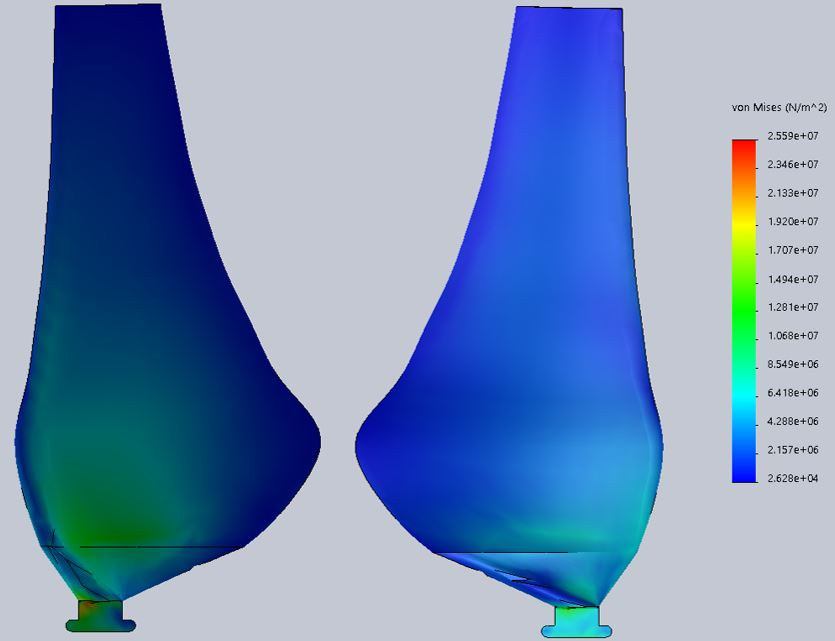 von Mises (N/m^2)
2.559e+07
2.346e+07
2.133e+07
1.920e+07
1.707e+07
1.494e+07
1.281e+07
1.068e+07
8.549e+06
6.418e+06
4.288e+06
2.157e+06
2.628e+04